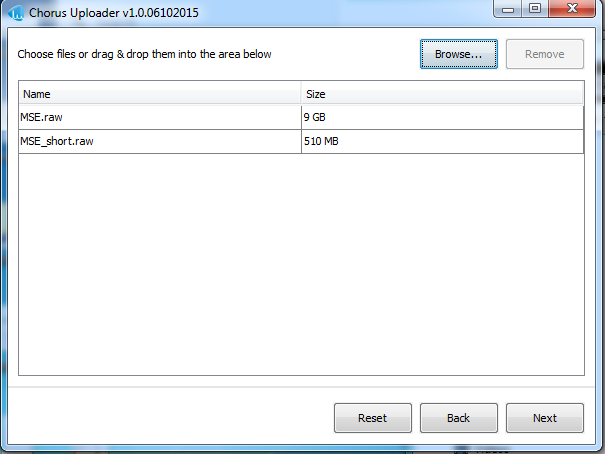 Chorus Uploader v1.0.06102015
Choose files or drag & drop them into the area below
Browse...
Remove
Name Size
MSE.raw 9 GB
MSE_short.raw 510 MB
Reset Back Next